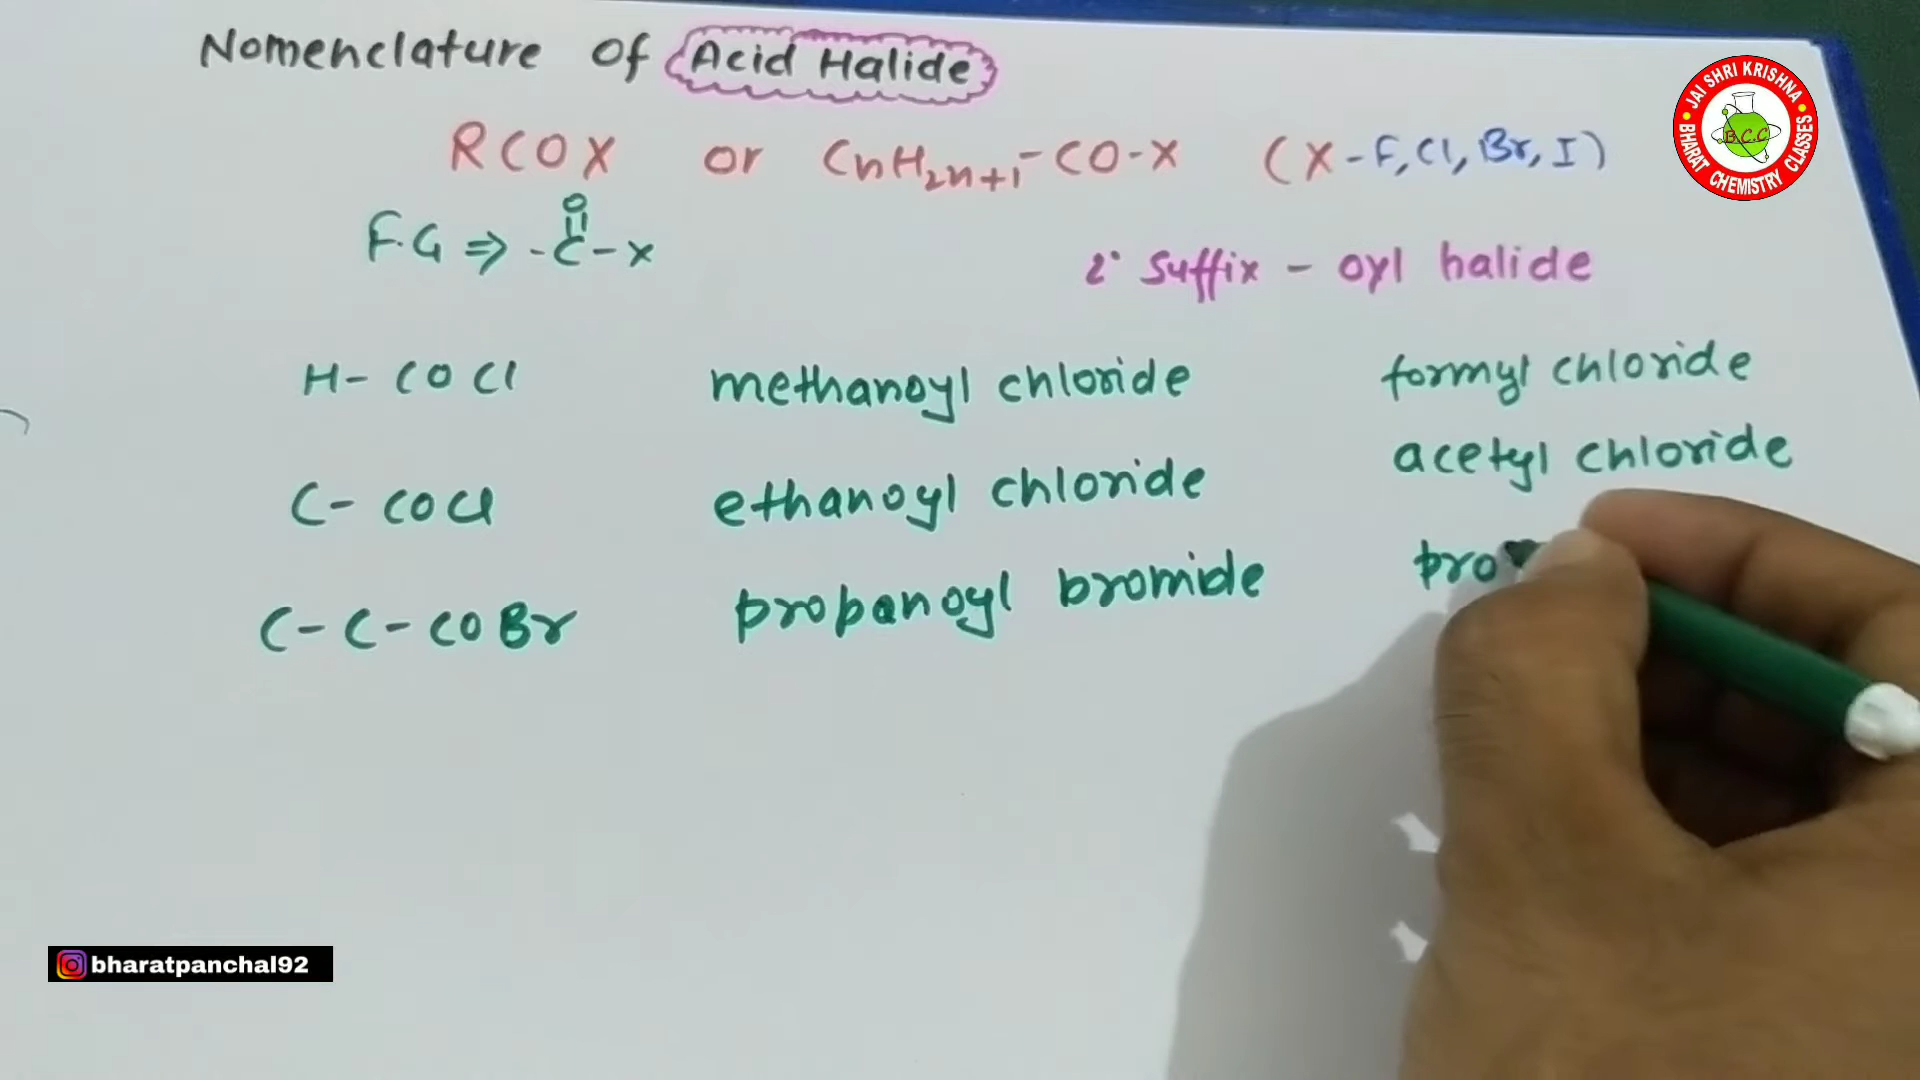 Nomenclature of Acid Halide
RCOX or CnH2n+1-CO-X (X-F, Cl, Br, I)
O
F.G ⇒ -C-X
2° suffix - oyl halide
H- COCl methanoyl chloride formyl chloride
C- COCl ethanoyl chloride acetyl chloride
C-C-COBr propanoyl bromide pro
JAI SHRI KRISHNA
B.C.C
BHARAT CHEMISTRY CLASSES
bharatpanchal92